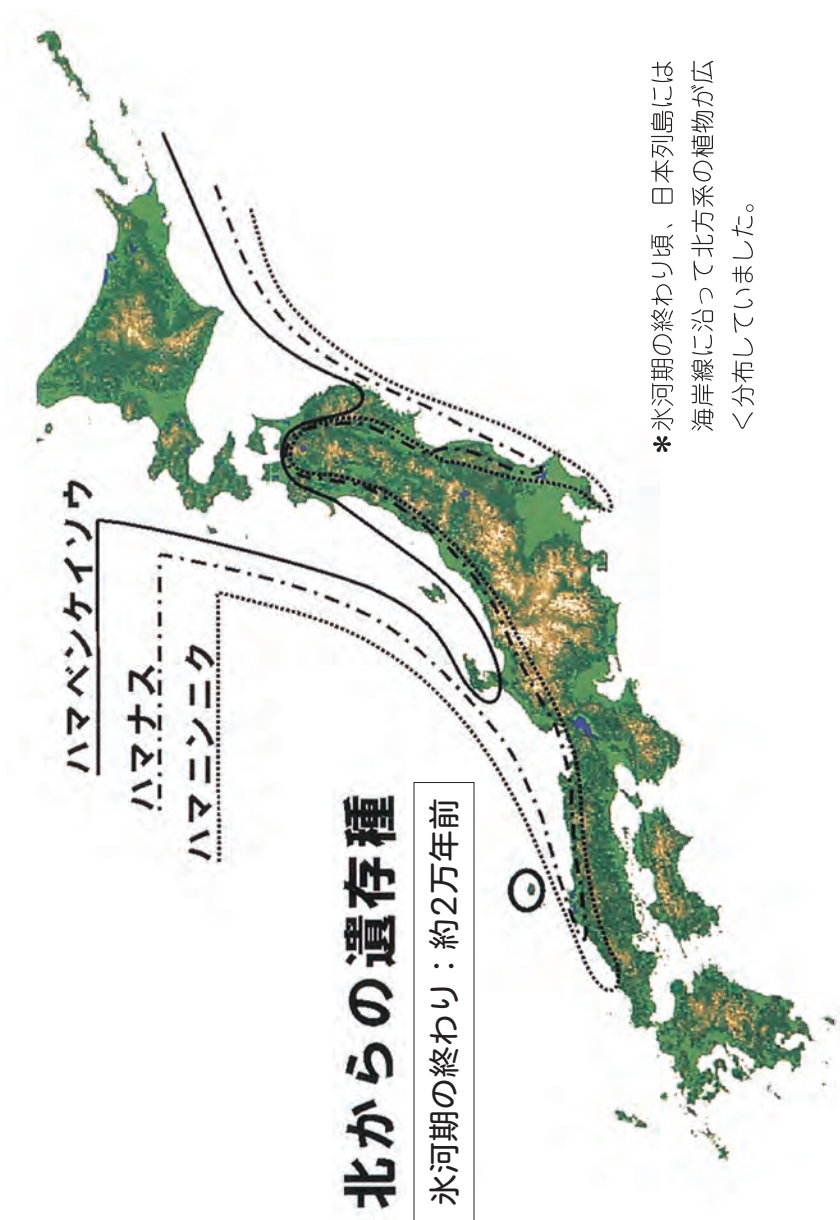 北からの遺存種
氷河期の終わり：約2万年前
ハマベンケイソウ
ハマナス
ハマニンニク
＊氷河期の終わり頃、日本列島には
海岸線に沿って北方系の植物が広
く分布していました。